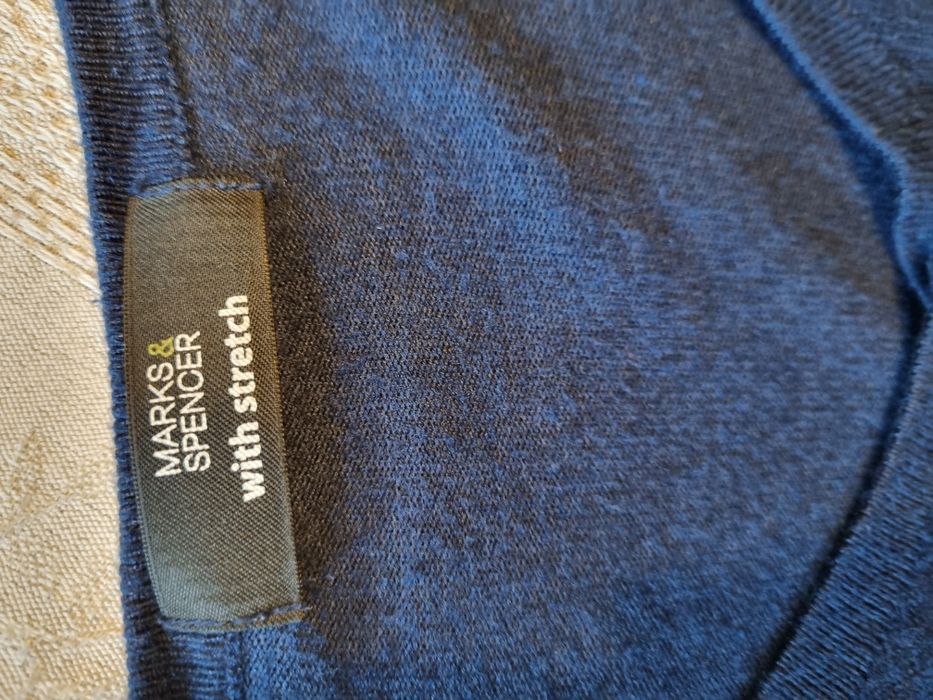 MARKS&
SPENCER
with stretch